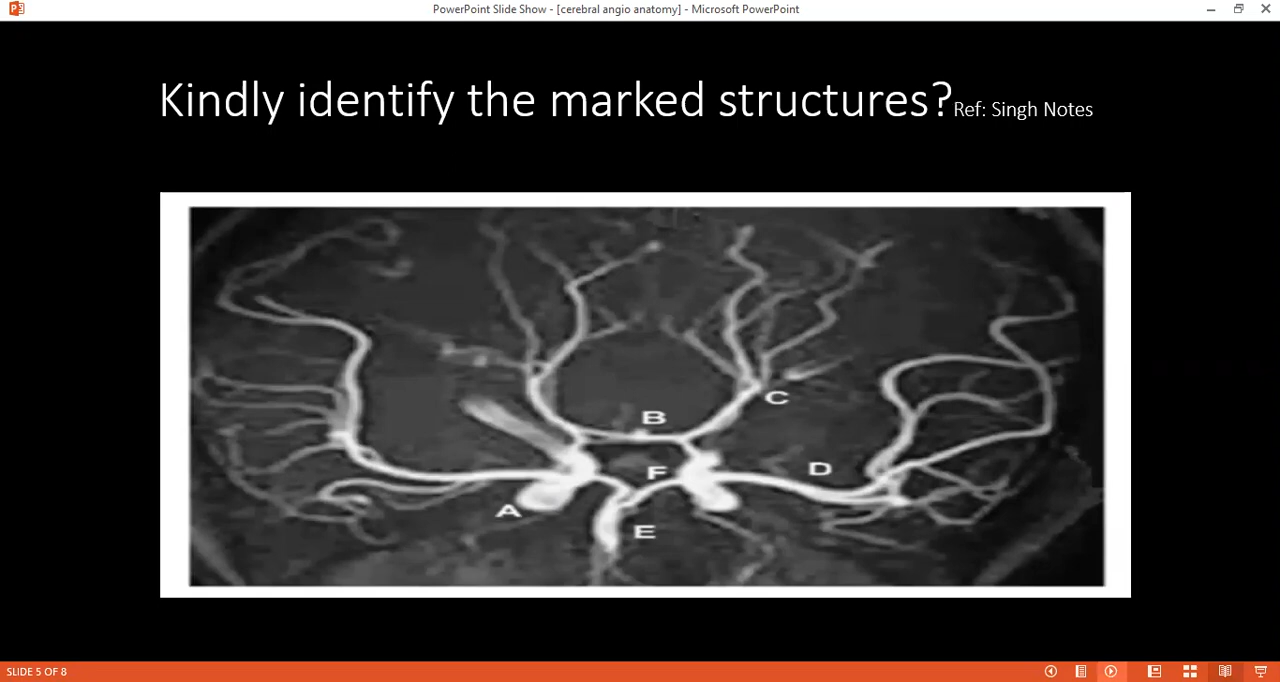 PowerPoint Slide Show - [cerebral angio anatomy] - Microsoft PowerPoint
Kindly identify the marked structures?Ref: Singh Notes
C
B
D
F
A
E
SLIDE 5 OF 8